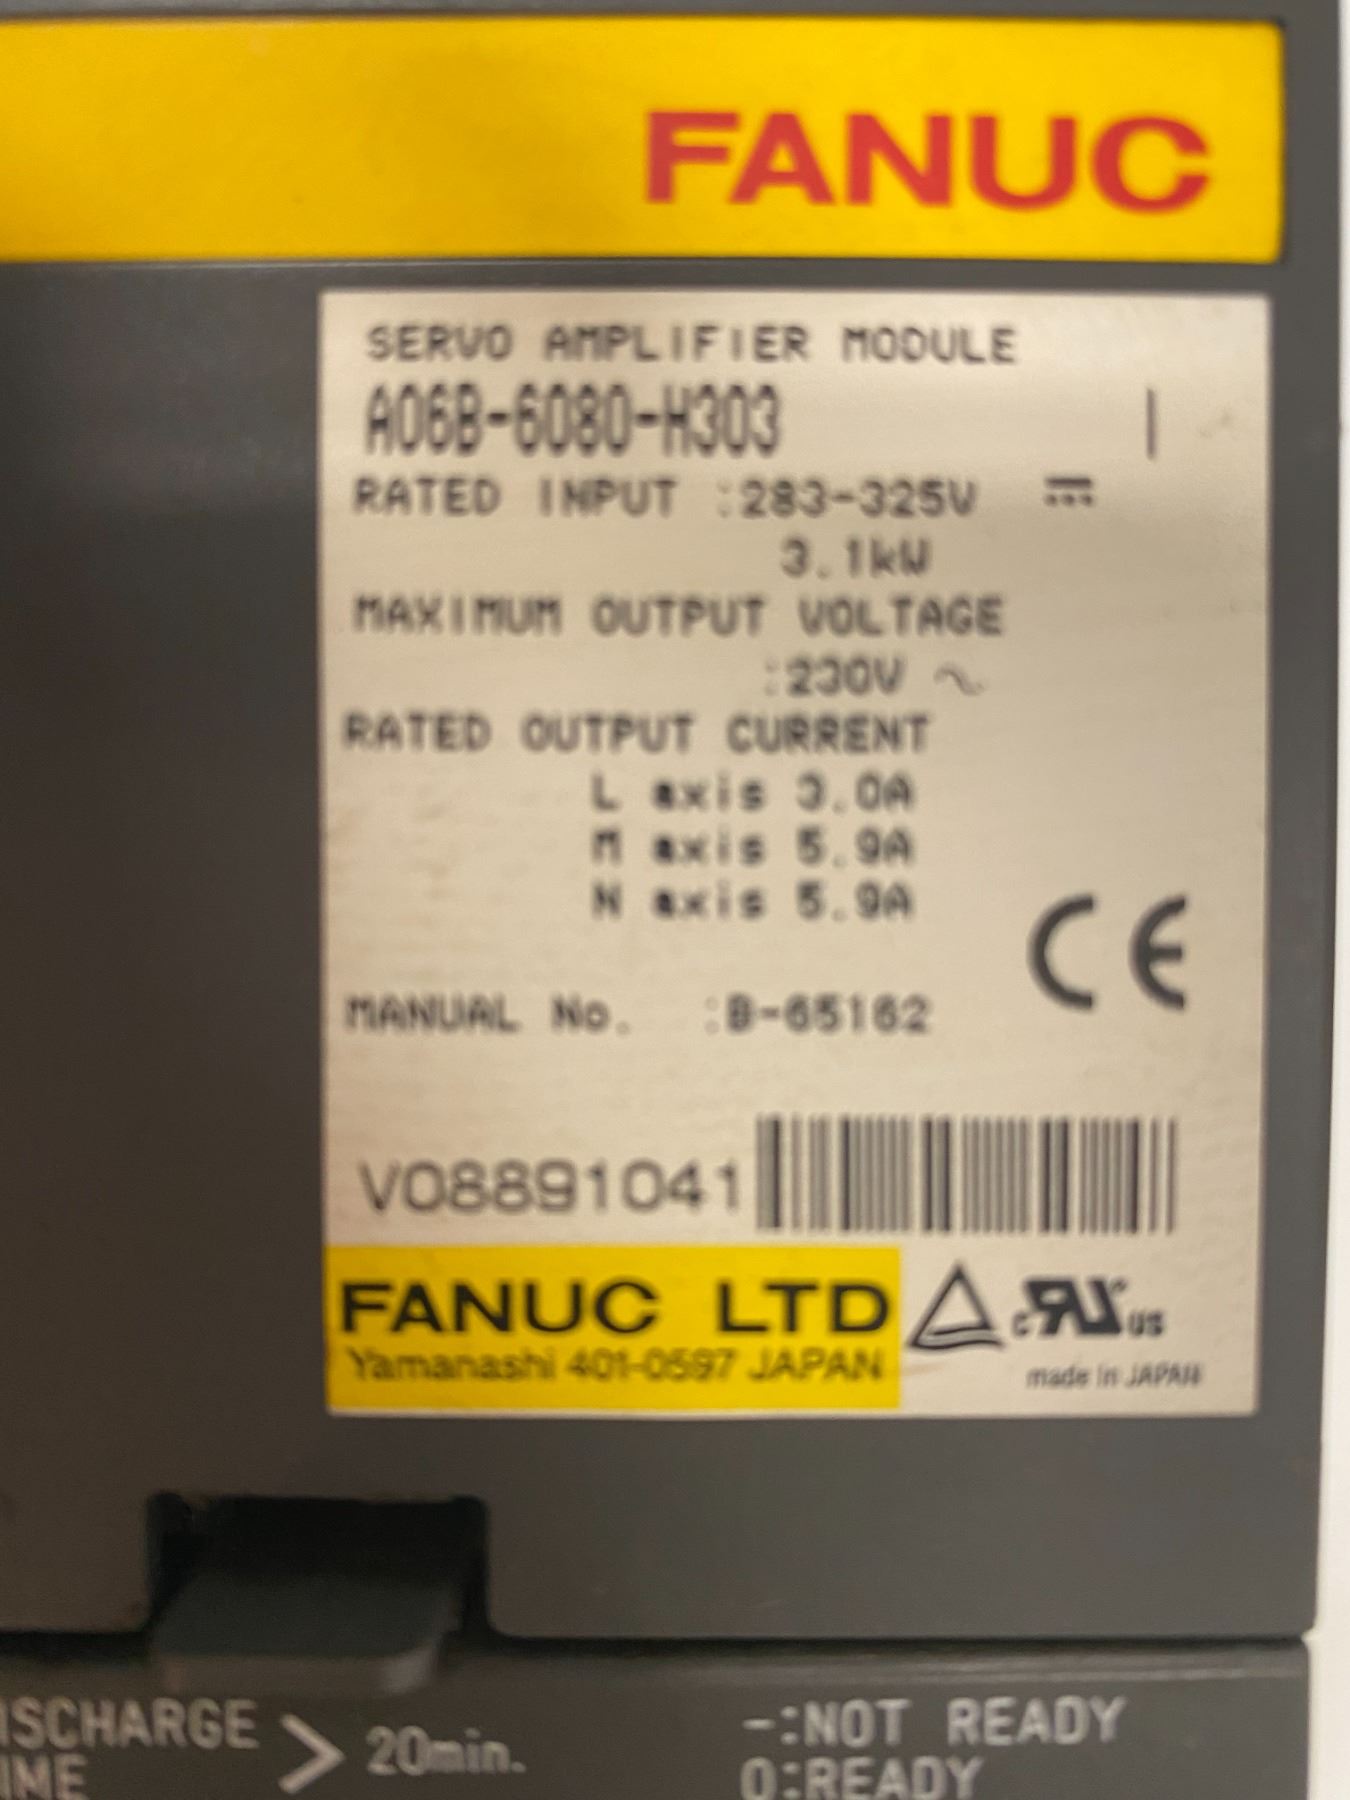 FANUC
SERVO AMPLIFIER MODULE
A06B-6080-H303 I
RATED INPUT :283-325V ⎓
3.1kW
MAXIMUM OUTPUT VOLTAGE
:230V ~
RATED OUTPUT CURRENT
L axis 3.0A
M axis 5.9A
N axis 5.9A
CE
MANUAL No. :B-65162
V08891041
FANUC LTD
Yamanashi 401-0597 JAPAN
c RU us
made in JAPAN
ISCHARGE
IME
> 20min.
-:NOT READY
0:READY